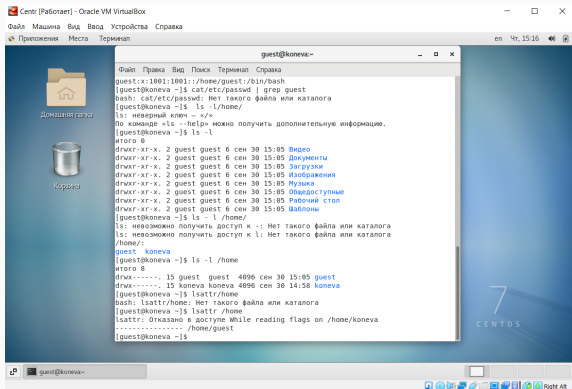 Centr [Работает] - Oracle VM VirtualBox
Файл Машина Вид Ввод Устройства Справка
Приложения Места Терминал en Чт, 15:16
guest@koneva:~
Файл Правка Вид Поиск Терминал Справка
guest:x:1001:1001::/home/guest:/bin/bash
[guest@koneva ~]$ cat/etc/passwd | grep guest
bash: cat/etc/passwd: Нет такого файла или каталога
[guest@koneva ~]$  ls -l/home/
ls: неверный ключ — «/»
По команде «ls --help» можно получить дополнительную информацию.
[guest@koneva ~]$ ls -l
итого 0
drwxr-xr-x. 2 guest guest 6 сен 30 15:05 Видео
drwxr-xr-x. 2 guest guest 6 сен 30 15:05 Документы
drwxr-xr-x. 2 guest guest 6 сен 30 15:05 Загрузки
drwxr-xr-x. 2 guest guest 6 сен 30 15:05 Изображения
drwxr-xr-x. 2 guest guest 6 сен 30 15:05 Музыка
drwxr-xr-x. 2 guest guest 6 сен 30 15:05 Общедоступные
drwxr-xr-x. 2 guest guest 6 сен 30 15:05 Рабочий стол
drwxr-xr-x. 2 guest guest 6 сен 30 15:05 Шаблоны
[guest@koneva ~]$ ls - l /home/
ls: невозможно получить доступ к -: Нет такого файла или каталога
ls: невозможно получить доступ к l: Нет такого файла или каталога
/home/:
guest  koneva
[guest@koneva ~]$ ls -l /home
итого 8
drwx------. 15 guest  guest  4096 сен 30 15:05 guest
drwx------. 15 koneva koneva 4096 сен 30 14:58 koneva
[guest@koneva ~]$ lsattr/home
bash: lsattr/home: Нет такого файла или каталога
[guest@koneva ~]$ lsattr /home
lsattr: Отказано в доступе While reading flags on /home/koneva
---------------- /home/guest
[guest@koneva ~]$
Домашняя папка
Корзина
7
CENTOS
guest@koneva:~
Right Alt